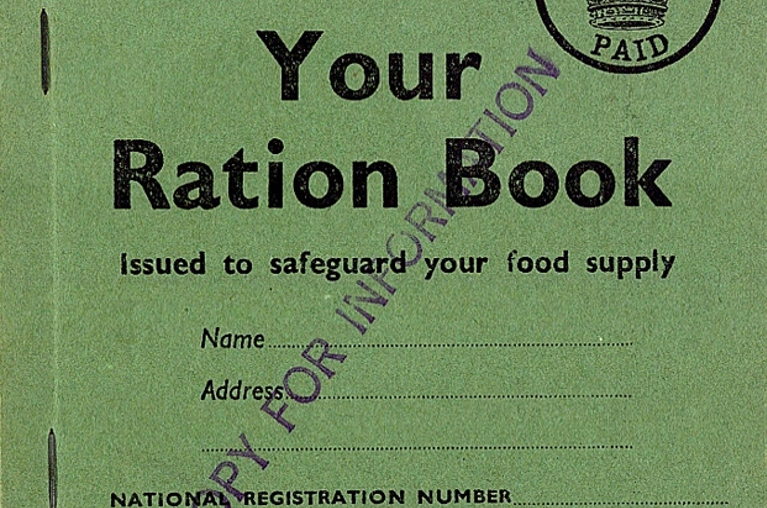 PAID
Your
Ration Book
Issued to safeguard your food supply
Name
Address
NATIONAL REGISTRATION NUMBER
COPY FOR INFORMATION